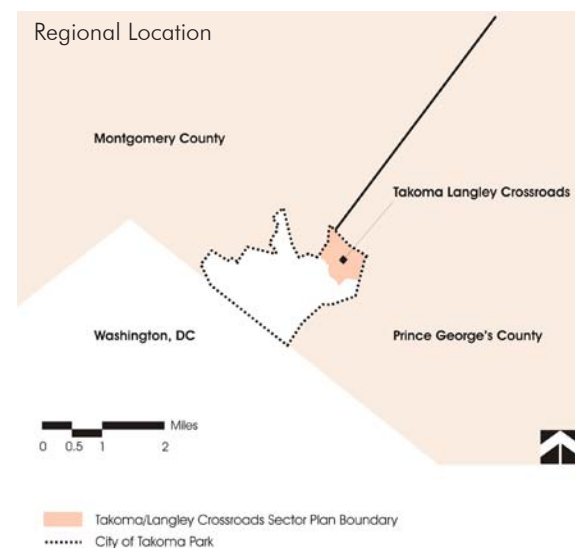 Regional Location
Montgomery County
Takoma Langley Crossroads
Washington, DC
Prince George's County
Miles
0 0.5 1 2
Takoma/Langley Crossroads Sector Plan Boundary
City of Takoma Park